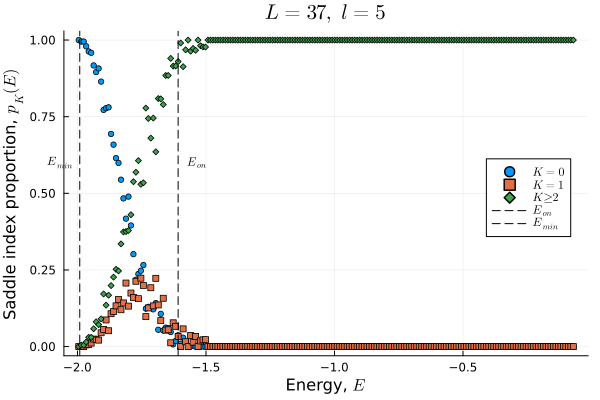 L = 37, l = 5
Saddle index proportion, p_K(E)
1.00
0.75
0.50
0.25
0.00
E_min
E_on
K = 0
K = 1
K ≥ 2
E_on
E_min
−2.0
−1.5
−1.0
−0.5
Energy, E